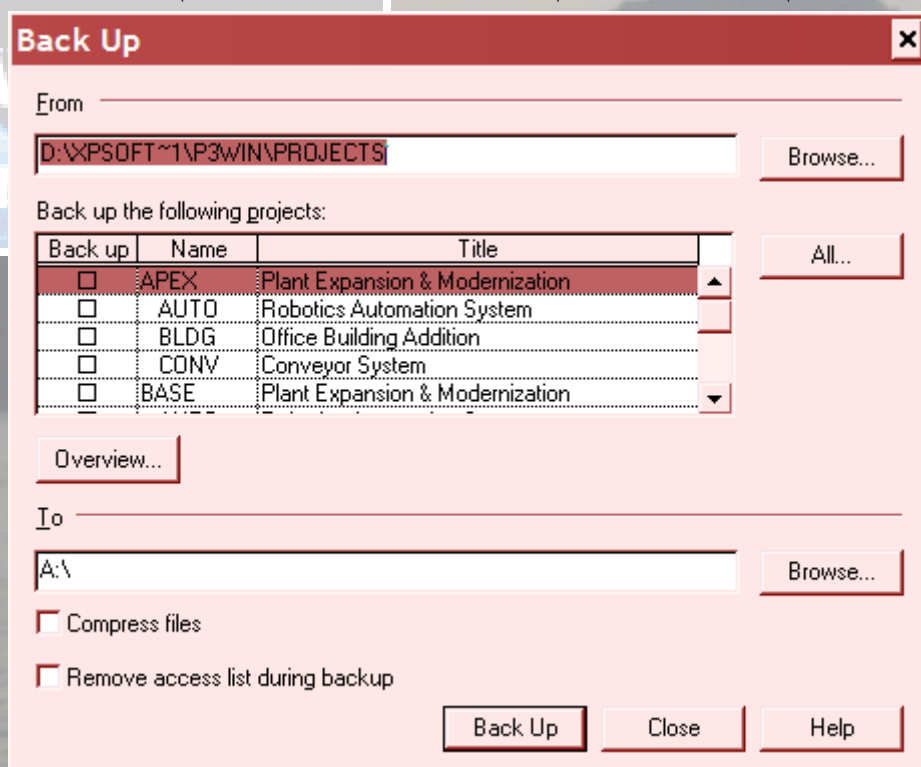 Back Up
From
D:\XPSOFT~1\P3WIN\PROJECTS
Browse...
Back up the following projects:
Back up Name Title
All...
APEX Plant Expansion & Modernization
AUTO Robotics Automation System
BLDG Office Building Addition
CONV Conveyor System
BASE Plant Expansion & Modernization
Overview...
To
A:\
Browse...
Compress files
Remove access list during backup
Back Up Close Help